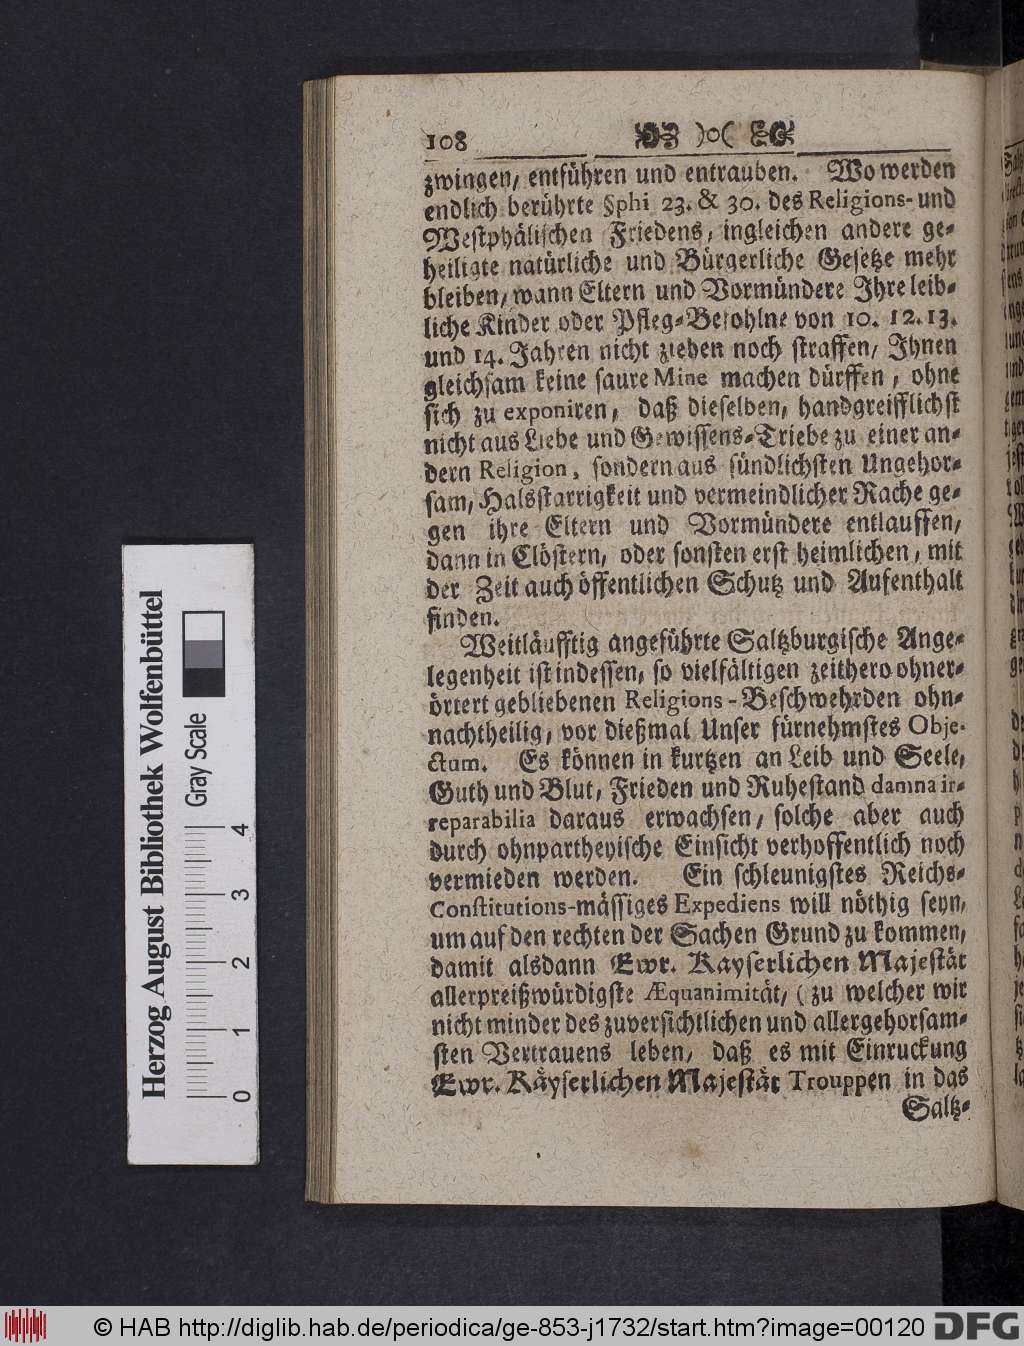 108 )o(
zwingen, entführen und entrauben. Wo werden
endlich berührte §phi 23. & 30. des Religions- und
Westphälischen Friedens, ingleichen andere ge-
heiligte natürliche und Bürgerliche Gesetze mehr
bleiben, wann Eltern und Vormündere Ihre leib-
liche Kinder oder Pfleg-Befohlne von 10. 12. 13.
und 14. Jahren nicht ziehen noch straffen, Ihnen
gleichsam keine saure Mine machen dürffen, ohne
sich zu exponiren, daß dieselben, handgreifflichst
nicht aus Liebe und Gewissens-Triebe zu einer an-
dern Religion, sondern aus sündlichsten Ungehor-
sam, Halsstarrigkeit und vermeindlicher Rache ge-
gen ihre Eltern und Vormündere entlauffen,
dann in Clöstern, oder sonsten erst heimlichen, mit
der Zeit auch öffentlichen Schutz und Aufenthalt
finden.
Weitläufftig angeführte Saltzburgische Ange-
legenheit ist indessen, so vielfältigen zeithero ohner-
örtert gebliebenen Religions-Beschwehrden ohn-
nachtheilig, vor dießmal Unser fürnehmstes Obje-
ctum. Es können in kurtzen an Leib und Seele,
Guth und Blut, Frieden und Ruhestand damna ir-
reparabilia daraus erwachsen, solche aber auch
durch ohnpartheyische Einsicht verhoffentlich noch
vermieden werden. Ein schleunigstes Reichs-
Constitutions-mässiges Expediens will nöthig seyn,
um auf den rechten der Sachen Grund zu kommen,
damit alsdann Ewr. Kayserlichen Majestät
allerpreißwürdigste Æquanimität, (zu welcher wir
nicht minder des zuversichtlichen und allergehorsam-
sten Vertrauens leben, daß es mit Einruckung
Ewr. Käyserlichen Majestät Trouppen in das
Saltz-
Herzog August Bibliothek Wolfenbüttel
Gray Scale
0 1 2 3 4
© HAB http://diglib.hab.de/periodica/ge-853-j1732/start.htm?image=00120 DFG